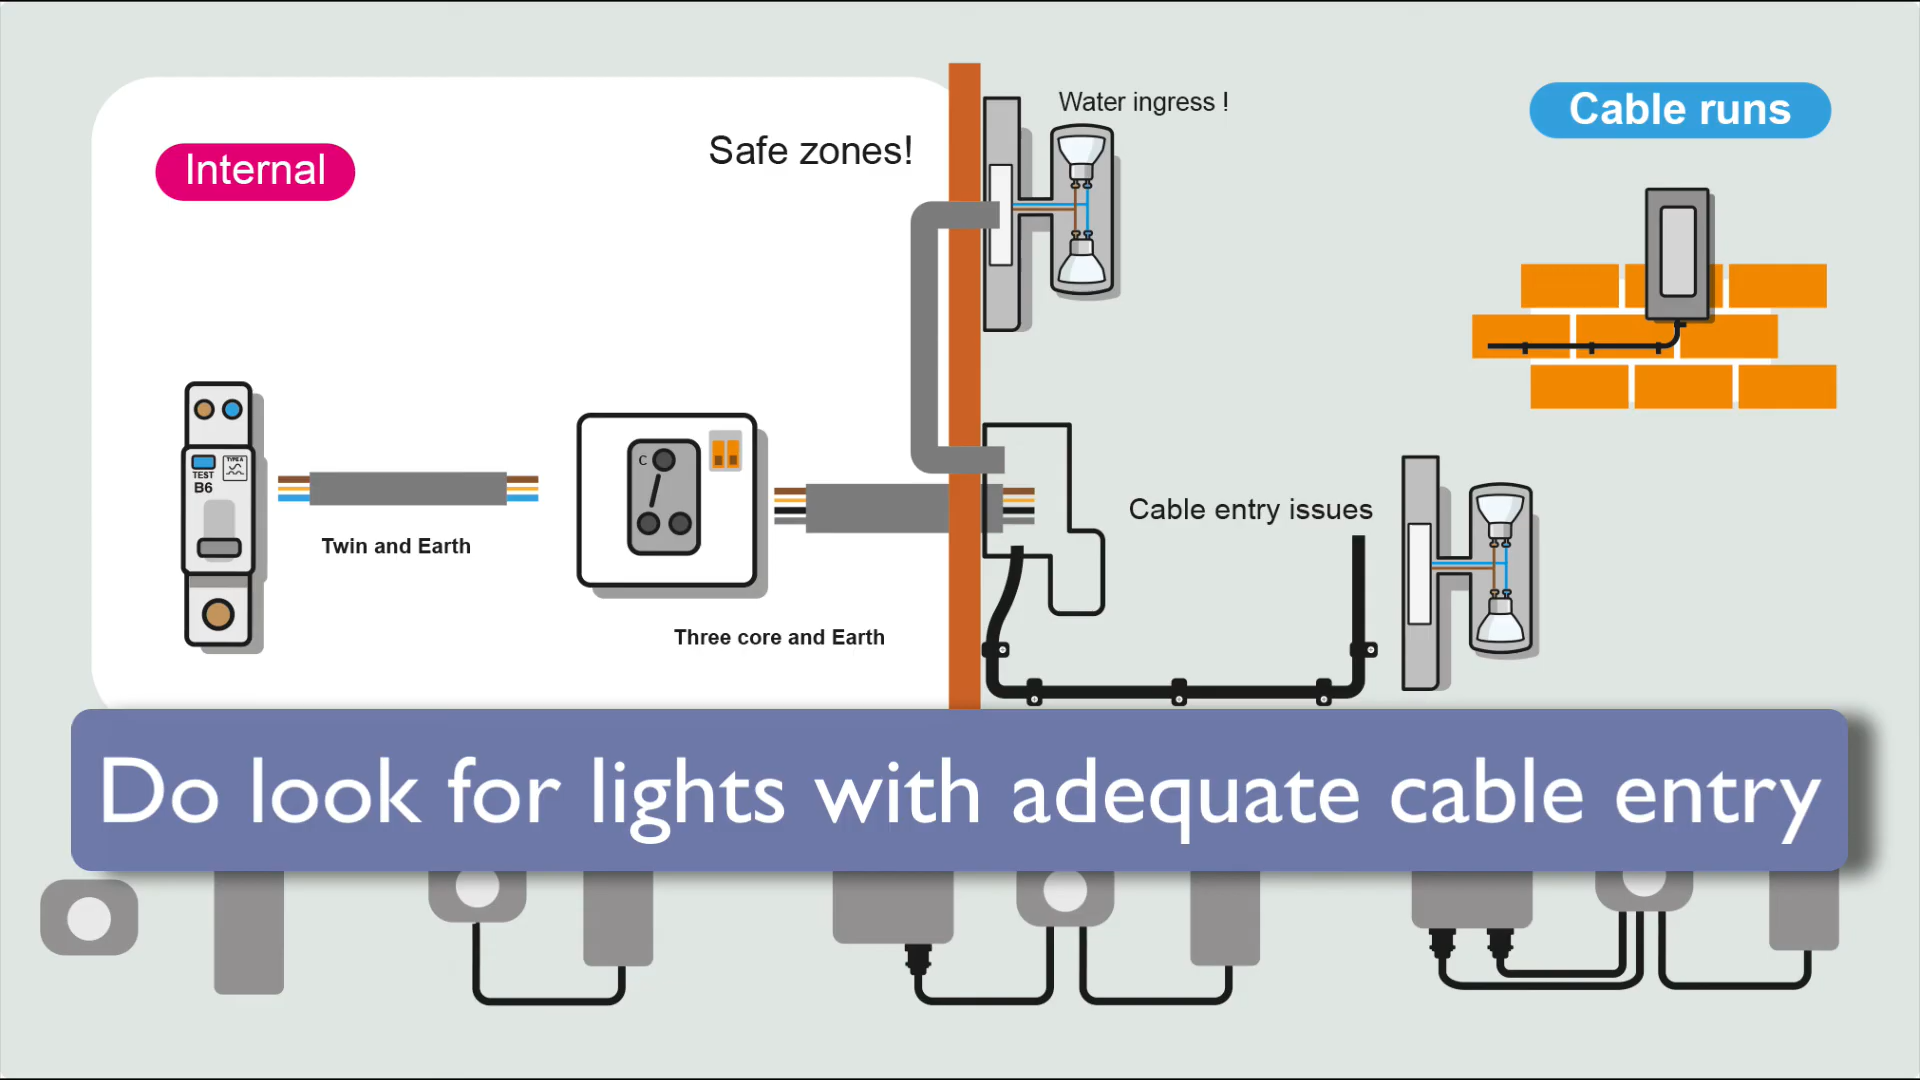 Water ingress !
Cable runs
Safe zones!
Internal
C
TEST
TYPE A
B6
Cable entry issues
Twin and Earth
Three core and Earth
Do look for lights with adequate cable entry